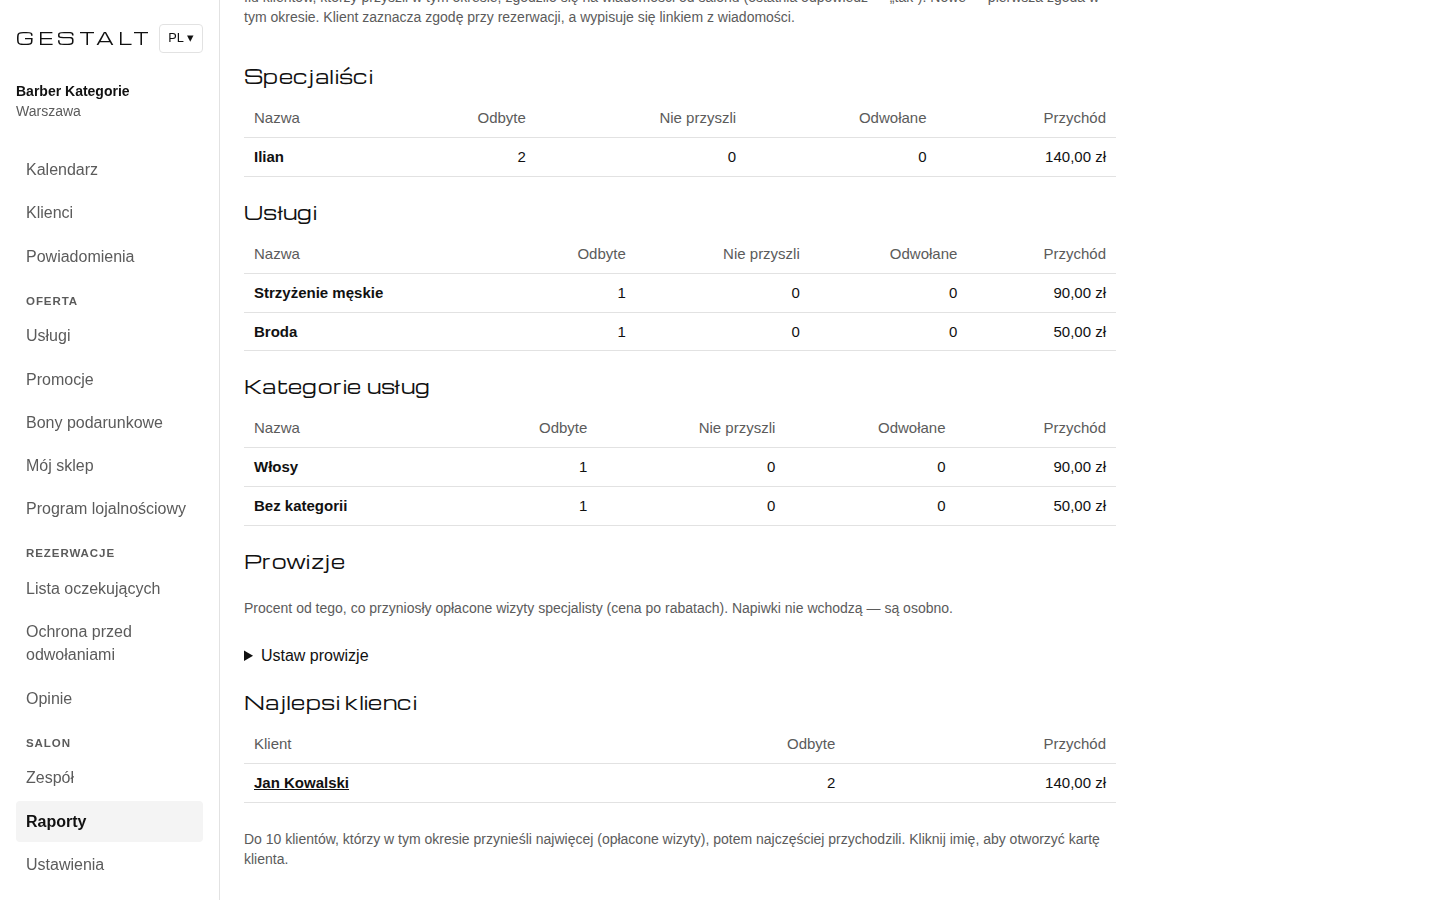 GESTALT
PL ▾
Barber Kategorie
Warszawa
Kalendarz
Klienci
Powiadomienia
OFERTA
Usługi
Promocje
Bony podarunkowe
Mój sklep
Program lojalnościowy
REZERWACJE
Lista oczekujących
Ochrona przed
odwołaniami
Opinie
SALON
Zespół
Raporty
Ustawienia
tym okresie. Klient zaznacza zgodę przy rezerwacji, a wypisuje się linkiem z wiadomości.
Specjaliści
Nazwa Odbyte Nie przyszli Odwołane Przychód
Ilian 2 0 0 140,00 zł
Usługi
Nazwa Odbyte Nie przyszli Odwołane Przychód
Strzyżenie męskie 1 0 0 90,00 zł
Broda 1 0 0 50,00 zł
Kategorie usług
Nazwa Odbyte Nie przyszli Odwołane Przychód
Włosy 1 0 0 90,00 zł
Bez kategorii 1 0 0 50,00 zł
Prowizje
Procent od tego, co przyniosły opłacone wizyty specjalisty (cena po rabatach). Napiwki nie wchodzą — są osobno.
▶ Ustaw prowizje
Najlepsi klienci
Klient Odbyte Przychód
Jan Kowalski 2 140,00 zł
Do 10 klientów, którzy w tym okresie przynieśli najwięcej (opłacone wizyty), potem najczęściej przychodzili. Kliknij imię, aby otworzyć kartę
klienta.